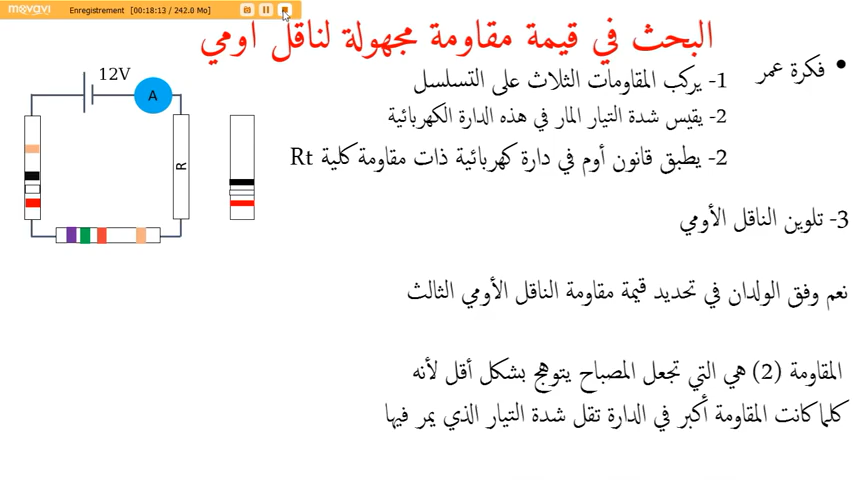 movavi
Enregistrement [00:18:13 / 242.0 Mo]
البحث في قيمة مقاومة مجهولة لناقل اومي
• فكرة عمر
1- يركب المقاومات الثلاث على التسلسل
2- يقيس شدة التيار المار في هذه الدارة الكهربائية
2- يطبق قانون أوم في دارة كهربائية ذات مقاومة كلية Rt
12V
A
R
3- تلوين الناقل الأومي
نعم وفق الولدان في تحديد قيمة مقاومة الناقل الأومي الثالث
المقاومة (2) هي التي تجعل المصباح يتوهج بشكل أقل لأنه
كلما كانت المقاومة أكبر في الدارة تقل شدة التيار الذي يمر فيها